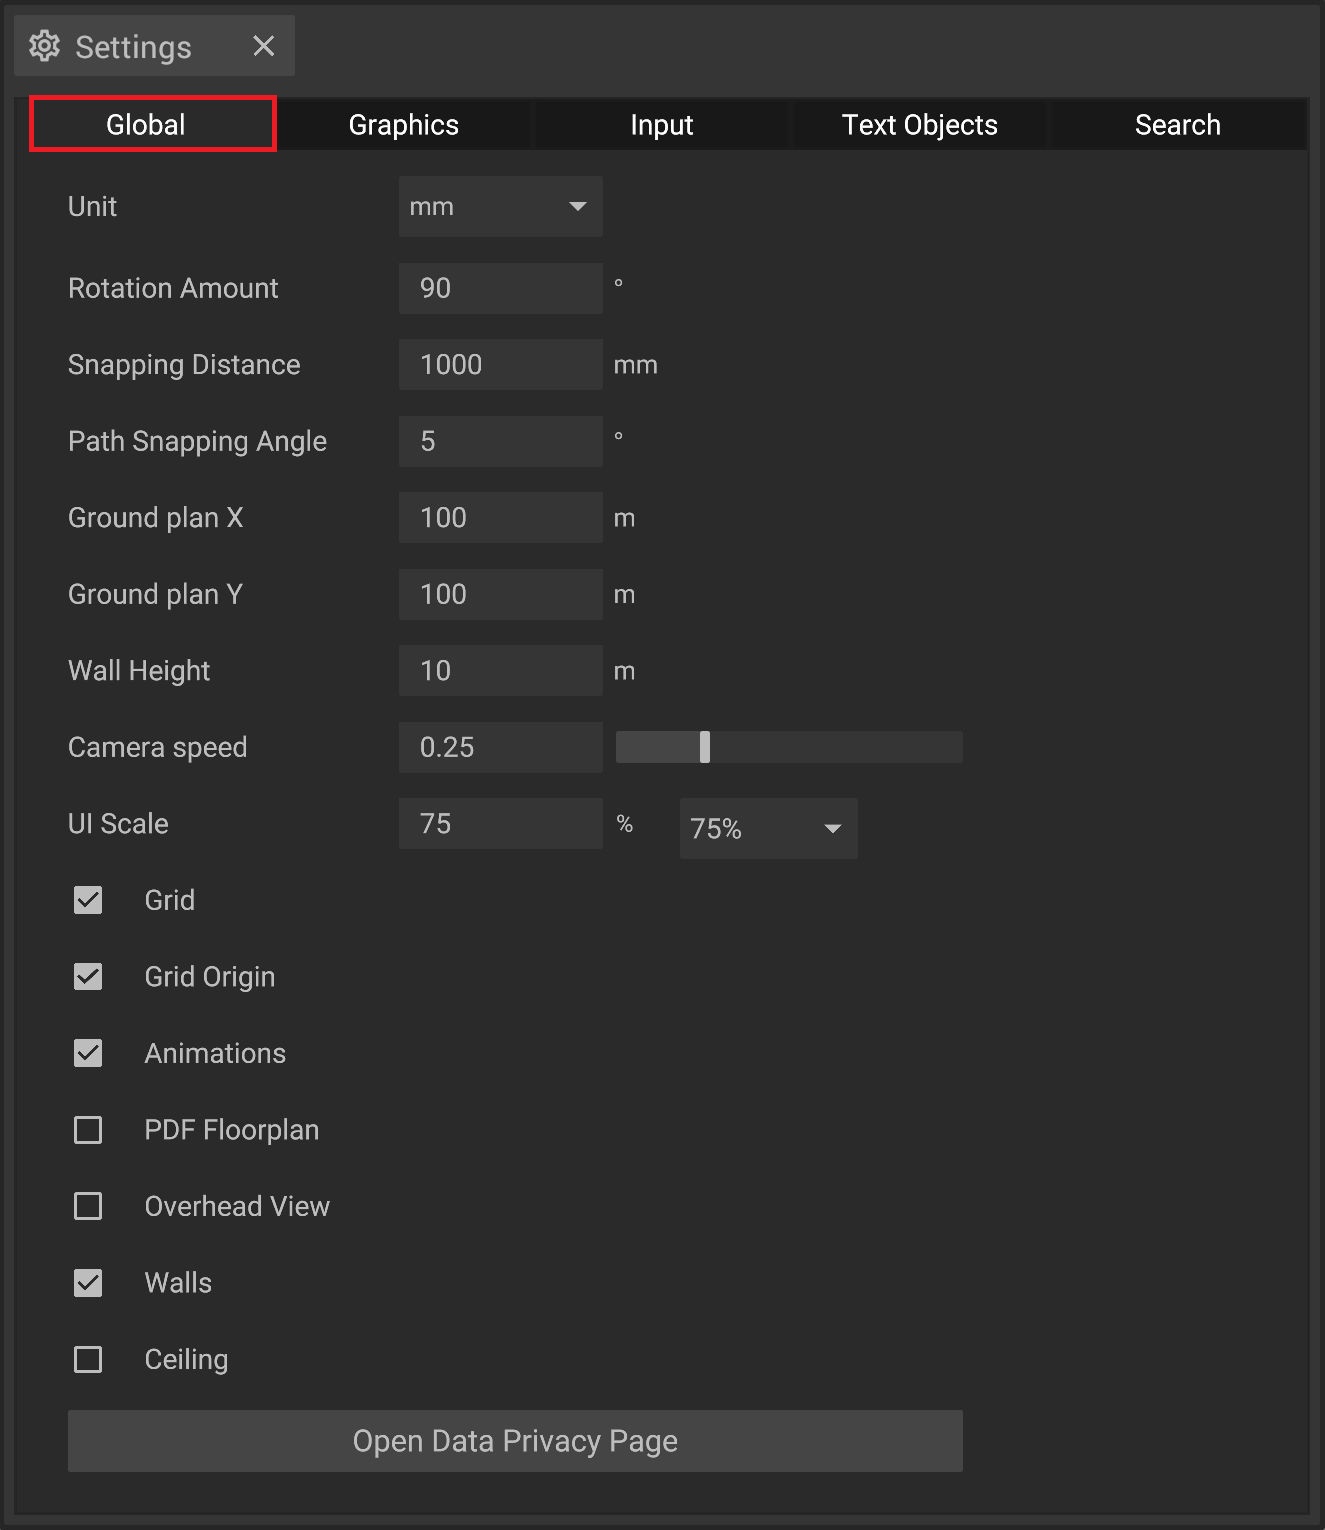 Settings
Global Graphics Input Text Objects Search
Unit mm
Rotation Amount 90 °
Snapping Distance 1000 mm
Path Snapping Angle 5 °
Ground plan X 100 m
Ground plan Y 100 m
Wall Height 10 m
Camera speed 0.25
UI Scale 75 % 75%
Grid
Grid Origin
Animations
PDF Floorplan
Overhead View
Walls
Ceiling
Open Data Privacy Page